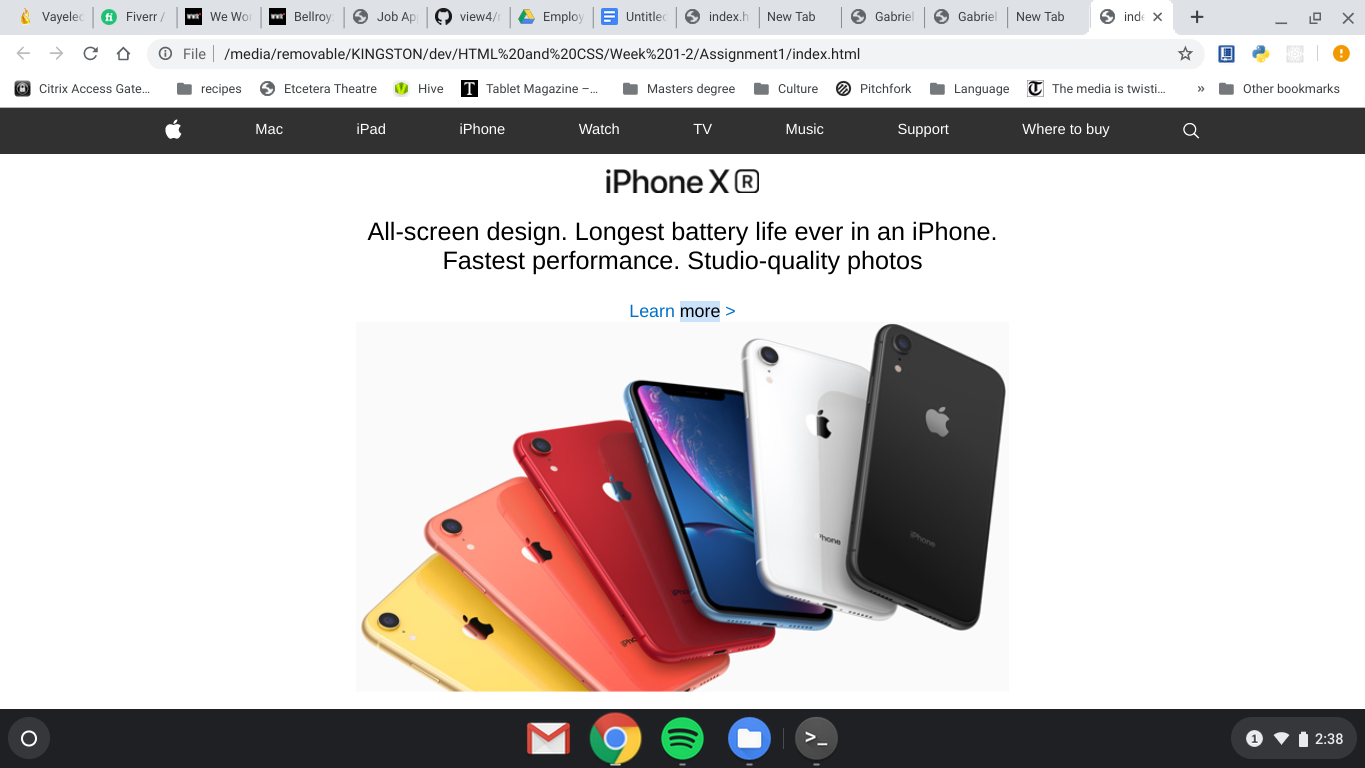 Vayelec
Fiverr /
We Wor
Bellroy:
Job Ap
view4/r
Employ
Untitled
index.h
New Tab
Gabriel
Gabriel
New Tab
inde
File | /media/removable/KINGSTON/dev/HTML%20and%20CSS/Week%201-2/Assignment1/index.html
Citrix Access Gate... recipes Etcetera Theatre Hive Tablet Magazine –... Masters degree Culture Pitchfork Language The media is twisti... » Other bookmarks
Mac iPad iPhone Watch TV Music Support Where to buy
iPhone XR
All-screen design. Longest battery life ever in an iPhone.
Fastest performance. Studio-quality photos
Learn more >
iPhone
iPhone
1 2:38